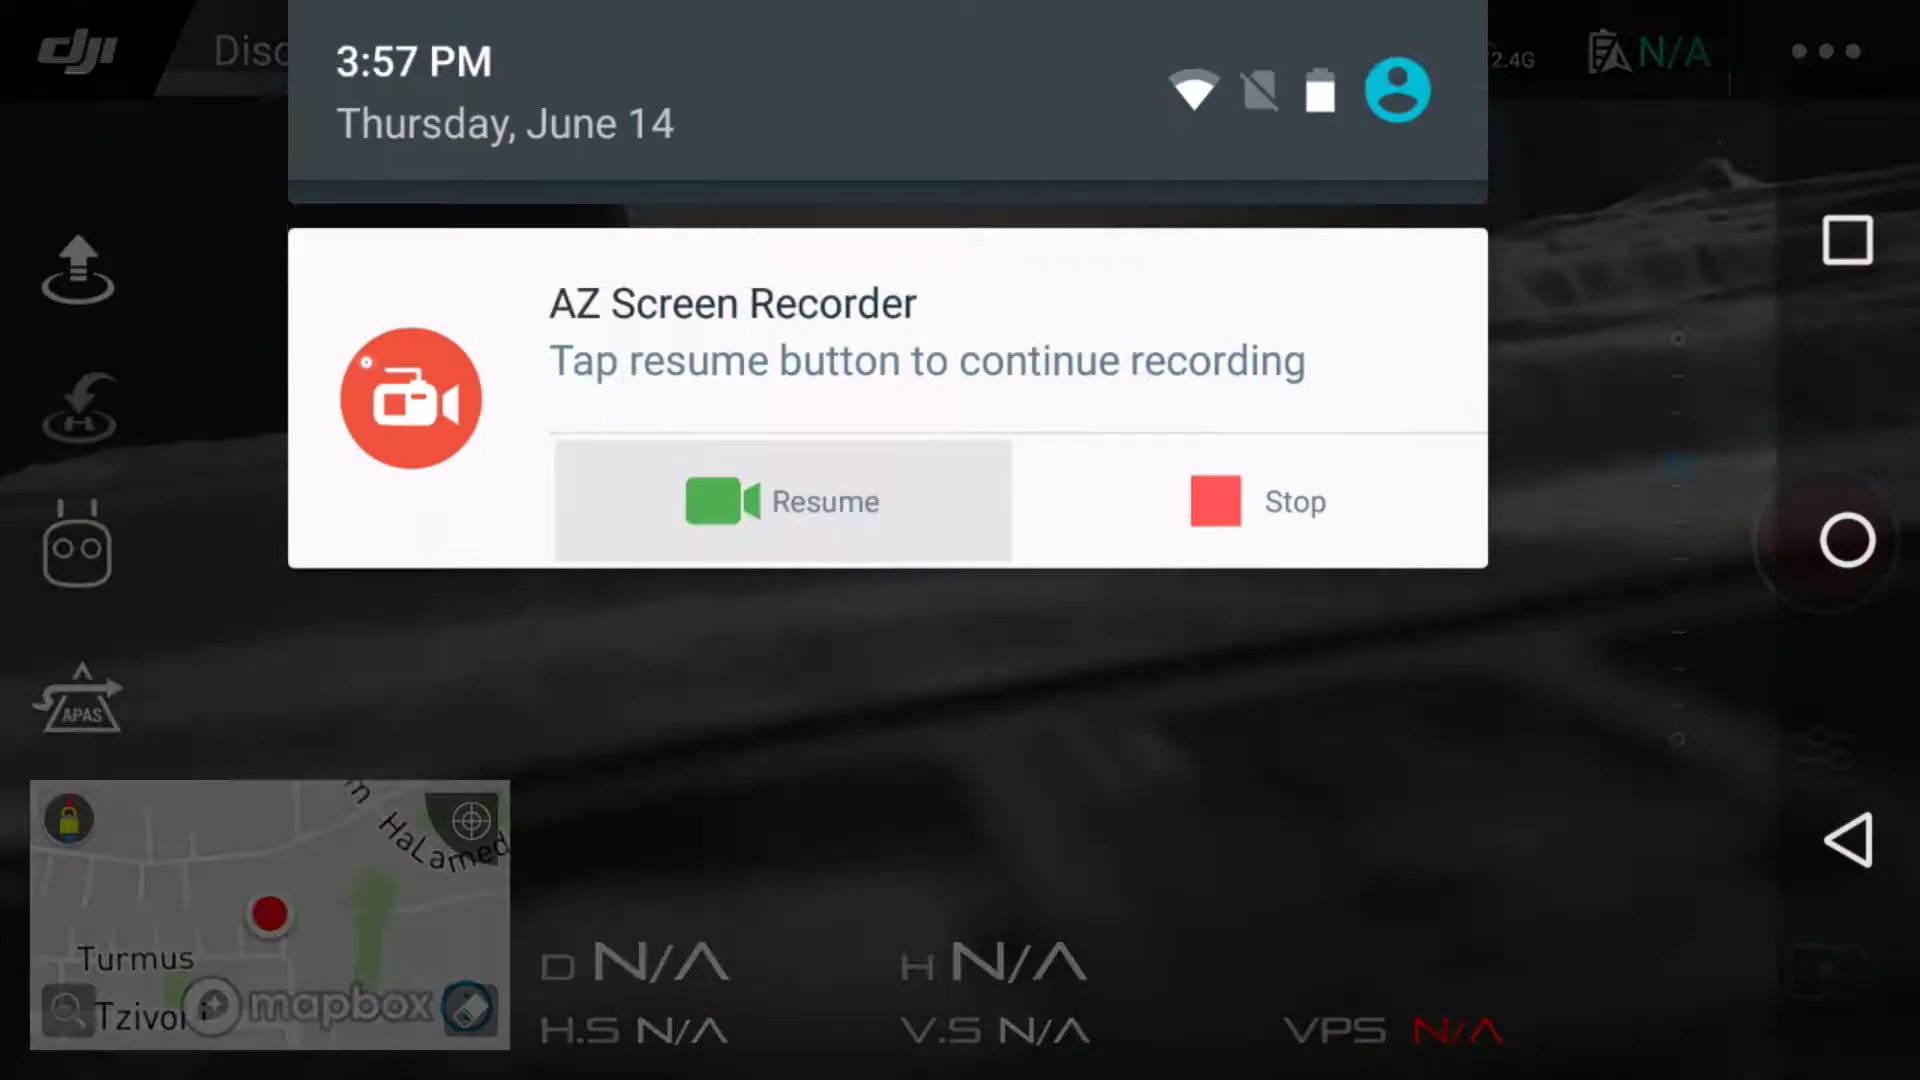 dji
Disc
3:57 PM
Thursday, June 14
2.4G
N/A
AZ Screen Recorder
Tap resume button to continue recording
Resume
Stop
APAS
HaLamed
Turmus
Tzivori
mapbox
D N/A
H N/A
H.S N/A
V.S N/A
VPS N/A